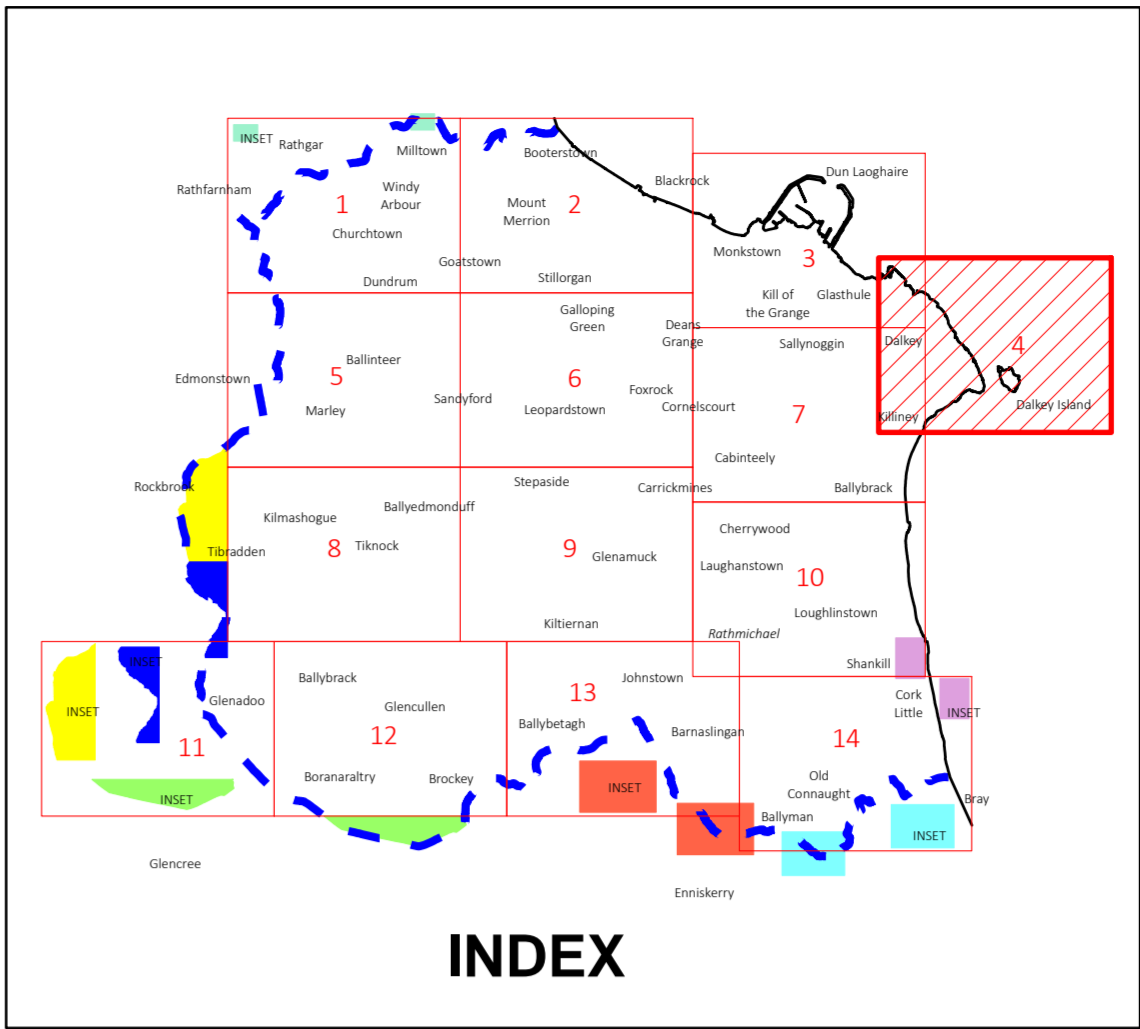 INSET
Rathgar
Milltown
Booterstown
Rathfarnham
Windy
Arbour
1
Churchtown
Mount
Merrion
2
Blackrock
Dun Laoghaire
Goatstown
Dundrum
Stillorgan
Monkstown
3
Kill of
the Grange
Glasthule
Galloping
Green
Deans
Grange
Sallynoggin
Dalkey
4
Dalkey Island
Edmonstown
Ballinteer
5
Marley
Sandyford
6
Leopardstown
Foxrock
Cornelscourt
7
Killiney
Cabinteely
Ballybrack
Rockbrook
Stepaside
Carrickmines
Kilmashogue
Ballyedmonduff
Tibradden
8
Tiknock
9
Glenamuck
Cherrywood
Laughanstown
10
Loughlinstown
Kiltiernan
Rathmichael
Shankill
INSET
INSET
Glenadoo
11
INSET
Ballybrack
Glencullen
12
Boranaraltry
Brockey
13
Johnstown
Ballybetagh
Barnaslingan
INSET
Cork
Little
INSET
14
Old
Connaught
Ballyman
INSET
Bray
Glencree
Enniskerry
INDEX